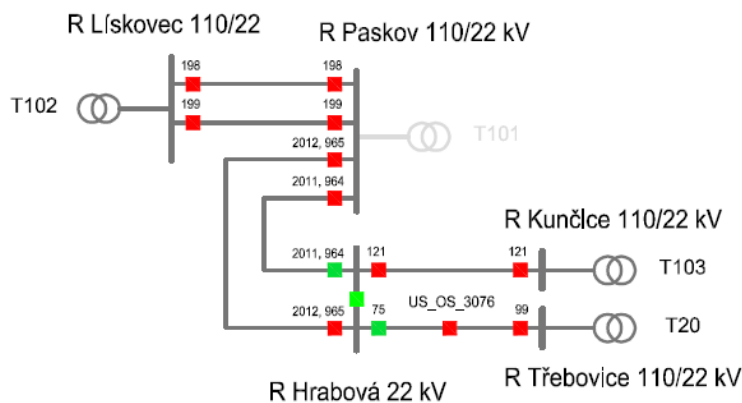 R Lískovec 110/22
R Paskov 110/22 kV
198
198
T102
199
199
T101
2012, 965
2011, 964
R Kunčice 110/22 kV
2011, 964
121
121
T103
2012, 965
75
US_OS_3076
99
T20
R Hrabová 22 kV
R Třebovice 110/22 kV